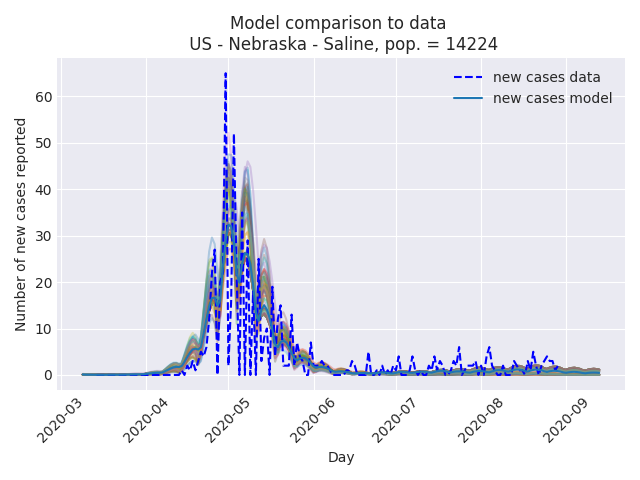 Model comparison to data
US - Nebraska - Saline, pop. = 14224
new cases data
new cases model
Number of new cases reported
60
50
40
30
20
10
0
2020-03
2020-04
2020-05
2020-06
2020-07
2020-08
2020-09
Day